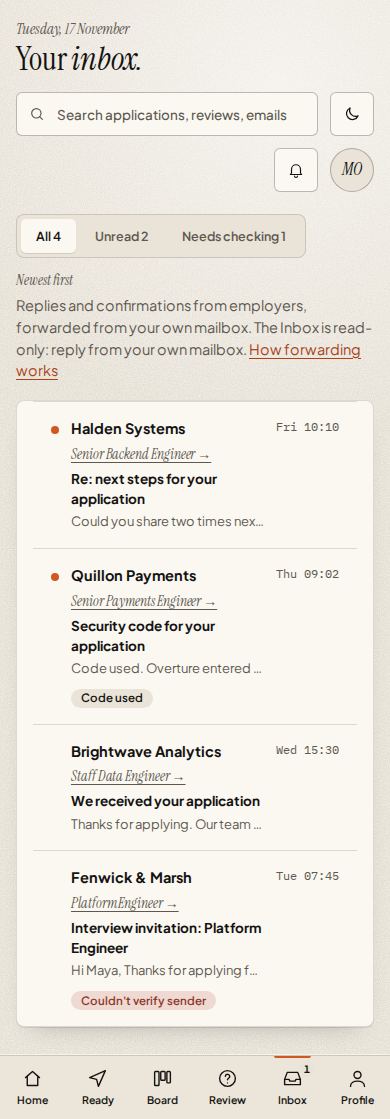 Tuesday, 17 November
Your inbox.
Search applications, reviews, emails
MO
All 4
Unread 2
Needs checking 1
Newest first
Replies and confirmations from employers,
forwarded from your own mailbox. The Inbox is read-
only: reply from your own mailbox. How forwarding
works
Halden Systems
Fri 10:10
Senior Backend Engineer →
Re: next steps for your
application
Could you share two times nex…
Quillon Payments
Thu 09:02
Senior Payments Engineer →
Security code for your
application
Code used. Overture entered …
Code used
Brightwave Analytics
Wed 15:30
Staff Data Engineer →
We received your application
Thanks for applying. Our team …
Fenwick & Marsh
Tue 07:45
Platform Engineer →
Interview invitation: Platform
Engineer
Hi Maya, Thanks for applying f…
Couldn't verify sender
1
Home
Ready
Board
Review
Inbox
Profile